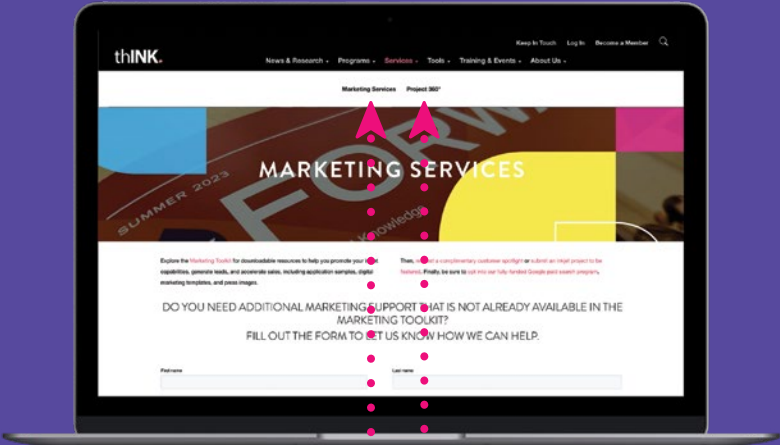 Keep In Touch Log In Become a Member
thINK.
News & Research Programs Services Tools Training & Events About Us
Marketing Services Project 360°
MARKETING SERVICES
SUMMER 2023
FORW
Knowledge
Explore the Marketing Toolkit for downloadable resources to help you promote your
capabilities, generate leads, and accelerate sales, including application samples, digital
marketing templates, and press images.
Then, a complimentary customer spotlight or submit an inkjet project to be
featured. Finally, be sure to opt into our fully-funded Google paid search program.
DO YOU NEED ADDITIONAL MARKETING SUPPORT THAT IS NOT ALREADY AVAILABLE IN THE
MARKETING TOOLKIT?
FILL OUT THE FORM TO LET US KNOW HOW WE CAN HELP.
First name
Last name